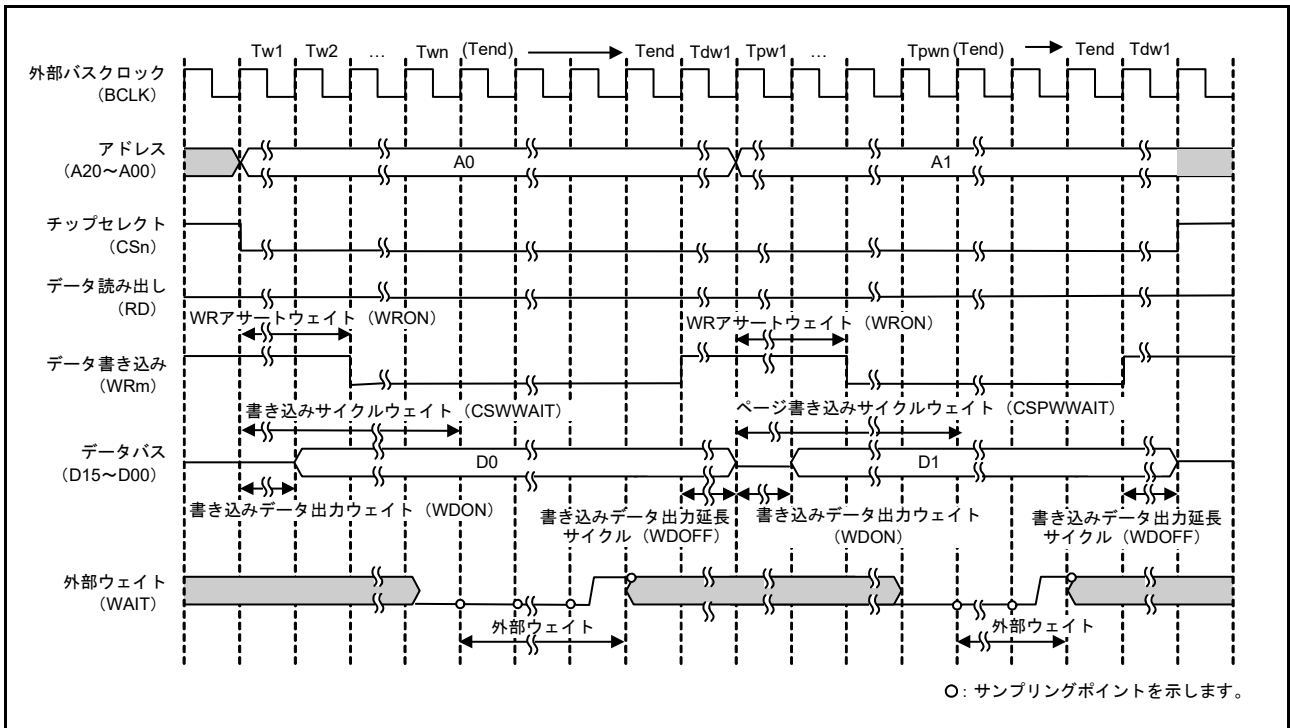 Tw1 Tw2 … Twn (Tend) Tend Tdw1 Tpw1 … Tpwn (Tend) Tend Tdw1
外部バスクロック
（BCLK）
アドレス
（A20～A00）
A0 A1
チップセレクト
（CSn）
データ読み出し
（RD）
WRアサートウェイト（WRON） WRアサートウェイト（WRON）
データ書き込み
（WRm）
書き込みサイクルウェイト（CSWWAIT） ページ書き込みサイクルウェイト（CSPWWAIT）
データバス
（D15～D00）
D0 D1
書き込みデータ出力ウェイト（WDON）
書き込みデータ出力延長
サイクル（WDOFF）
書き込みデータ出力ウェイト
（WDON）
書き込みデータ出力延長
サイクル（WDOFF）
外部ウェイト
（WAIT）
外部ウェイト 外部ウェイト
O：サンプリングポイントを示します。